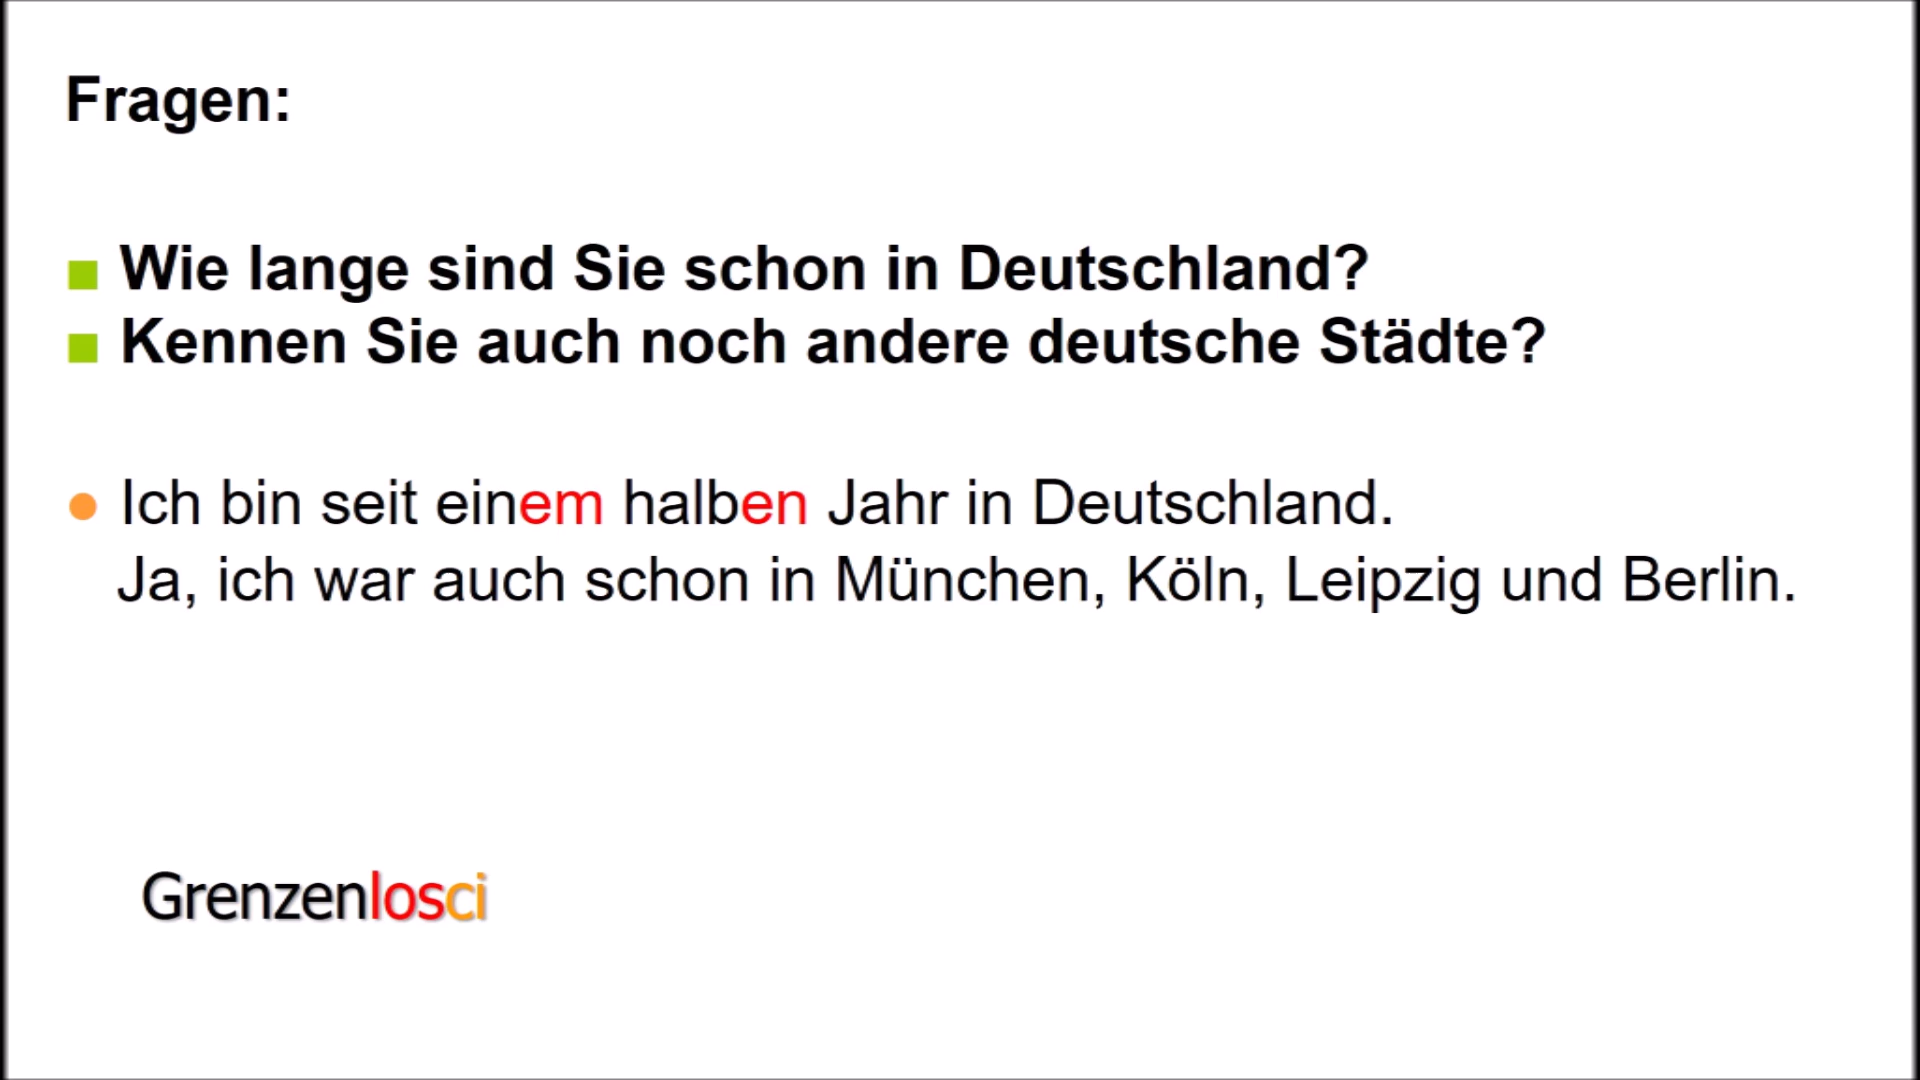 Fragen:
Wie lange sind Sie schon in Deutschland?
Kennen Sie auch noch andere deutsche Städte?
Ich bin seit einem halben Jahr in Deutschland.
Ja, ich war auch schon in München, Köln, Leipzig und Berlin.
Grenzenlosci